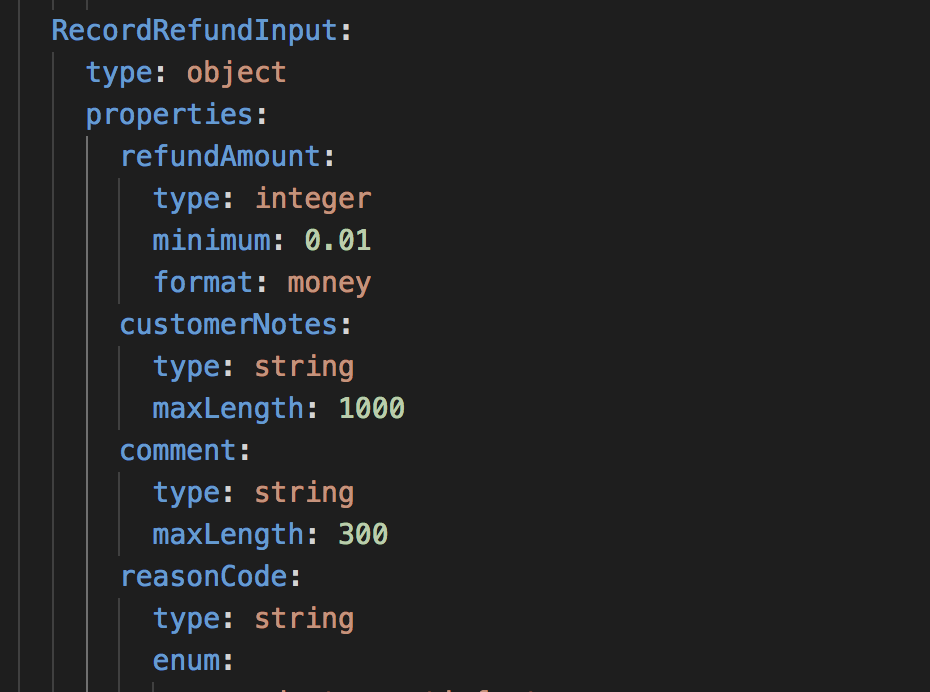 RecordRefundInput:
type: object
properties:
refundAmount:
type: integer
minimum: 0.01
format: money
customerNotes:
type: string
maxLength: 1000
comment:
type: string
maxLength: 300
reasonCode:
type: string
enum: